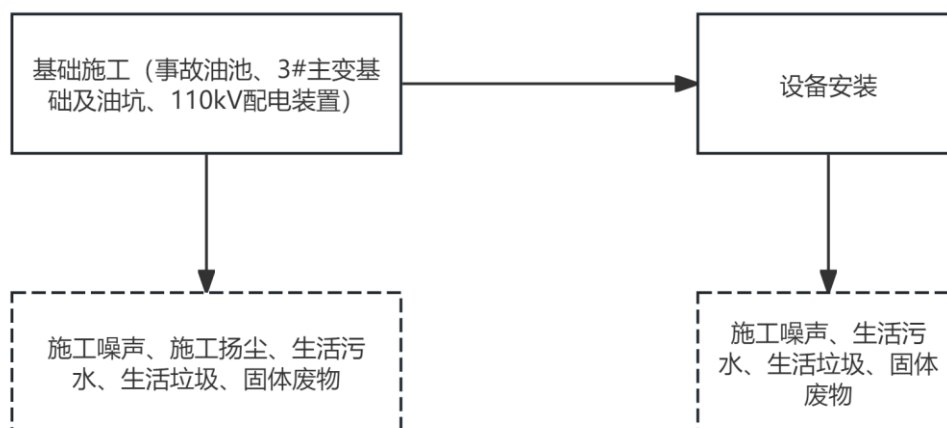 基础施工（事故油池、3#主变基
础及油坑、110kV配电装置）
设备安装
施工噪声、施工扬尘、生活污
水、生活垃圾、固体废物
施工噪声、生活污
水、生活垃圾、固体
废物